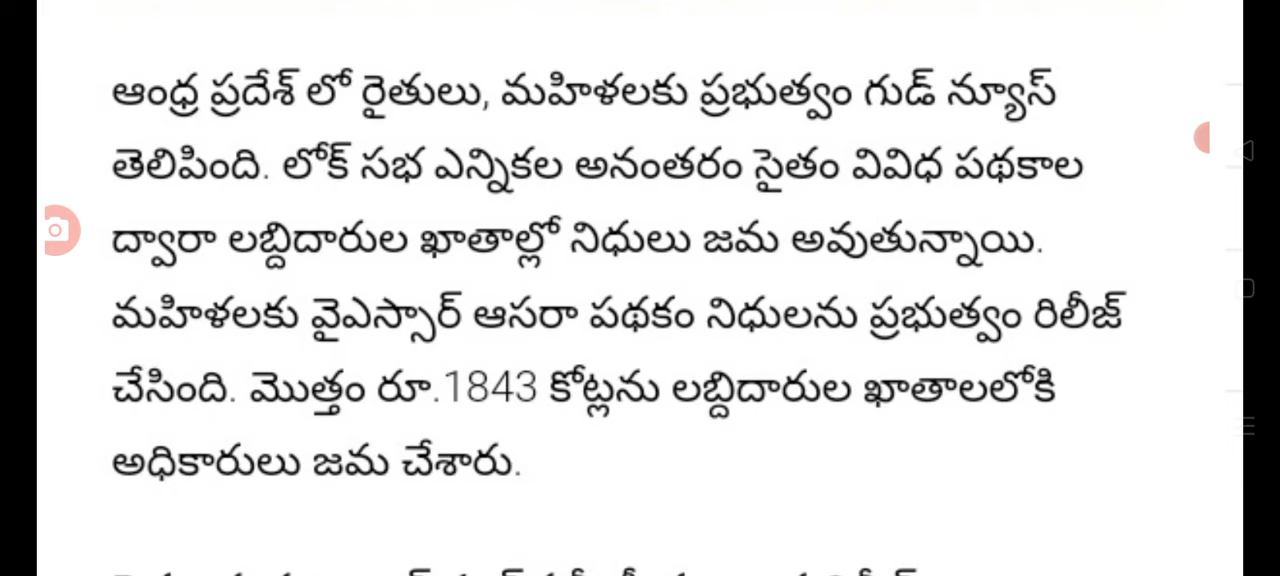 ఆంధ్ర ప్రదేశ్ లో రైతులు, మహిళలకు ప్రభుత్వం గుడ్ న్యూస్
తెలిపింది. లోక్ సభ ఎన్నికల అనంతరం సైతం వివిధ పథకాల
ద్వారా లబ్దిదారుల ఖాతాల్లో నిధులు జమ అవుతున్నాయి.
మహిళలకు వైఎస్సార్ ఆసరా పథకం నిధులను ప్రభుత్వం రిలీజ్
చేసింది. మొత్తం రూ.1843 కోట్లను లబ్దిదారుల ఖాతాలలోకి
అధికారులు జమ చేశారు.